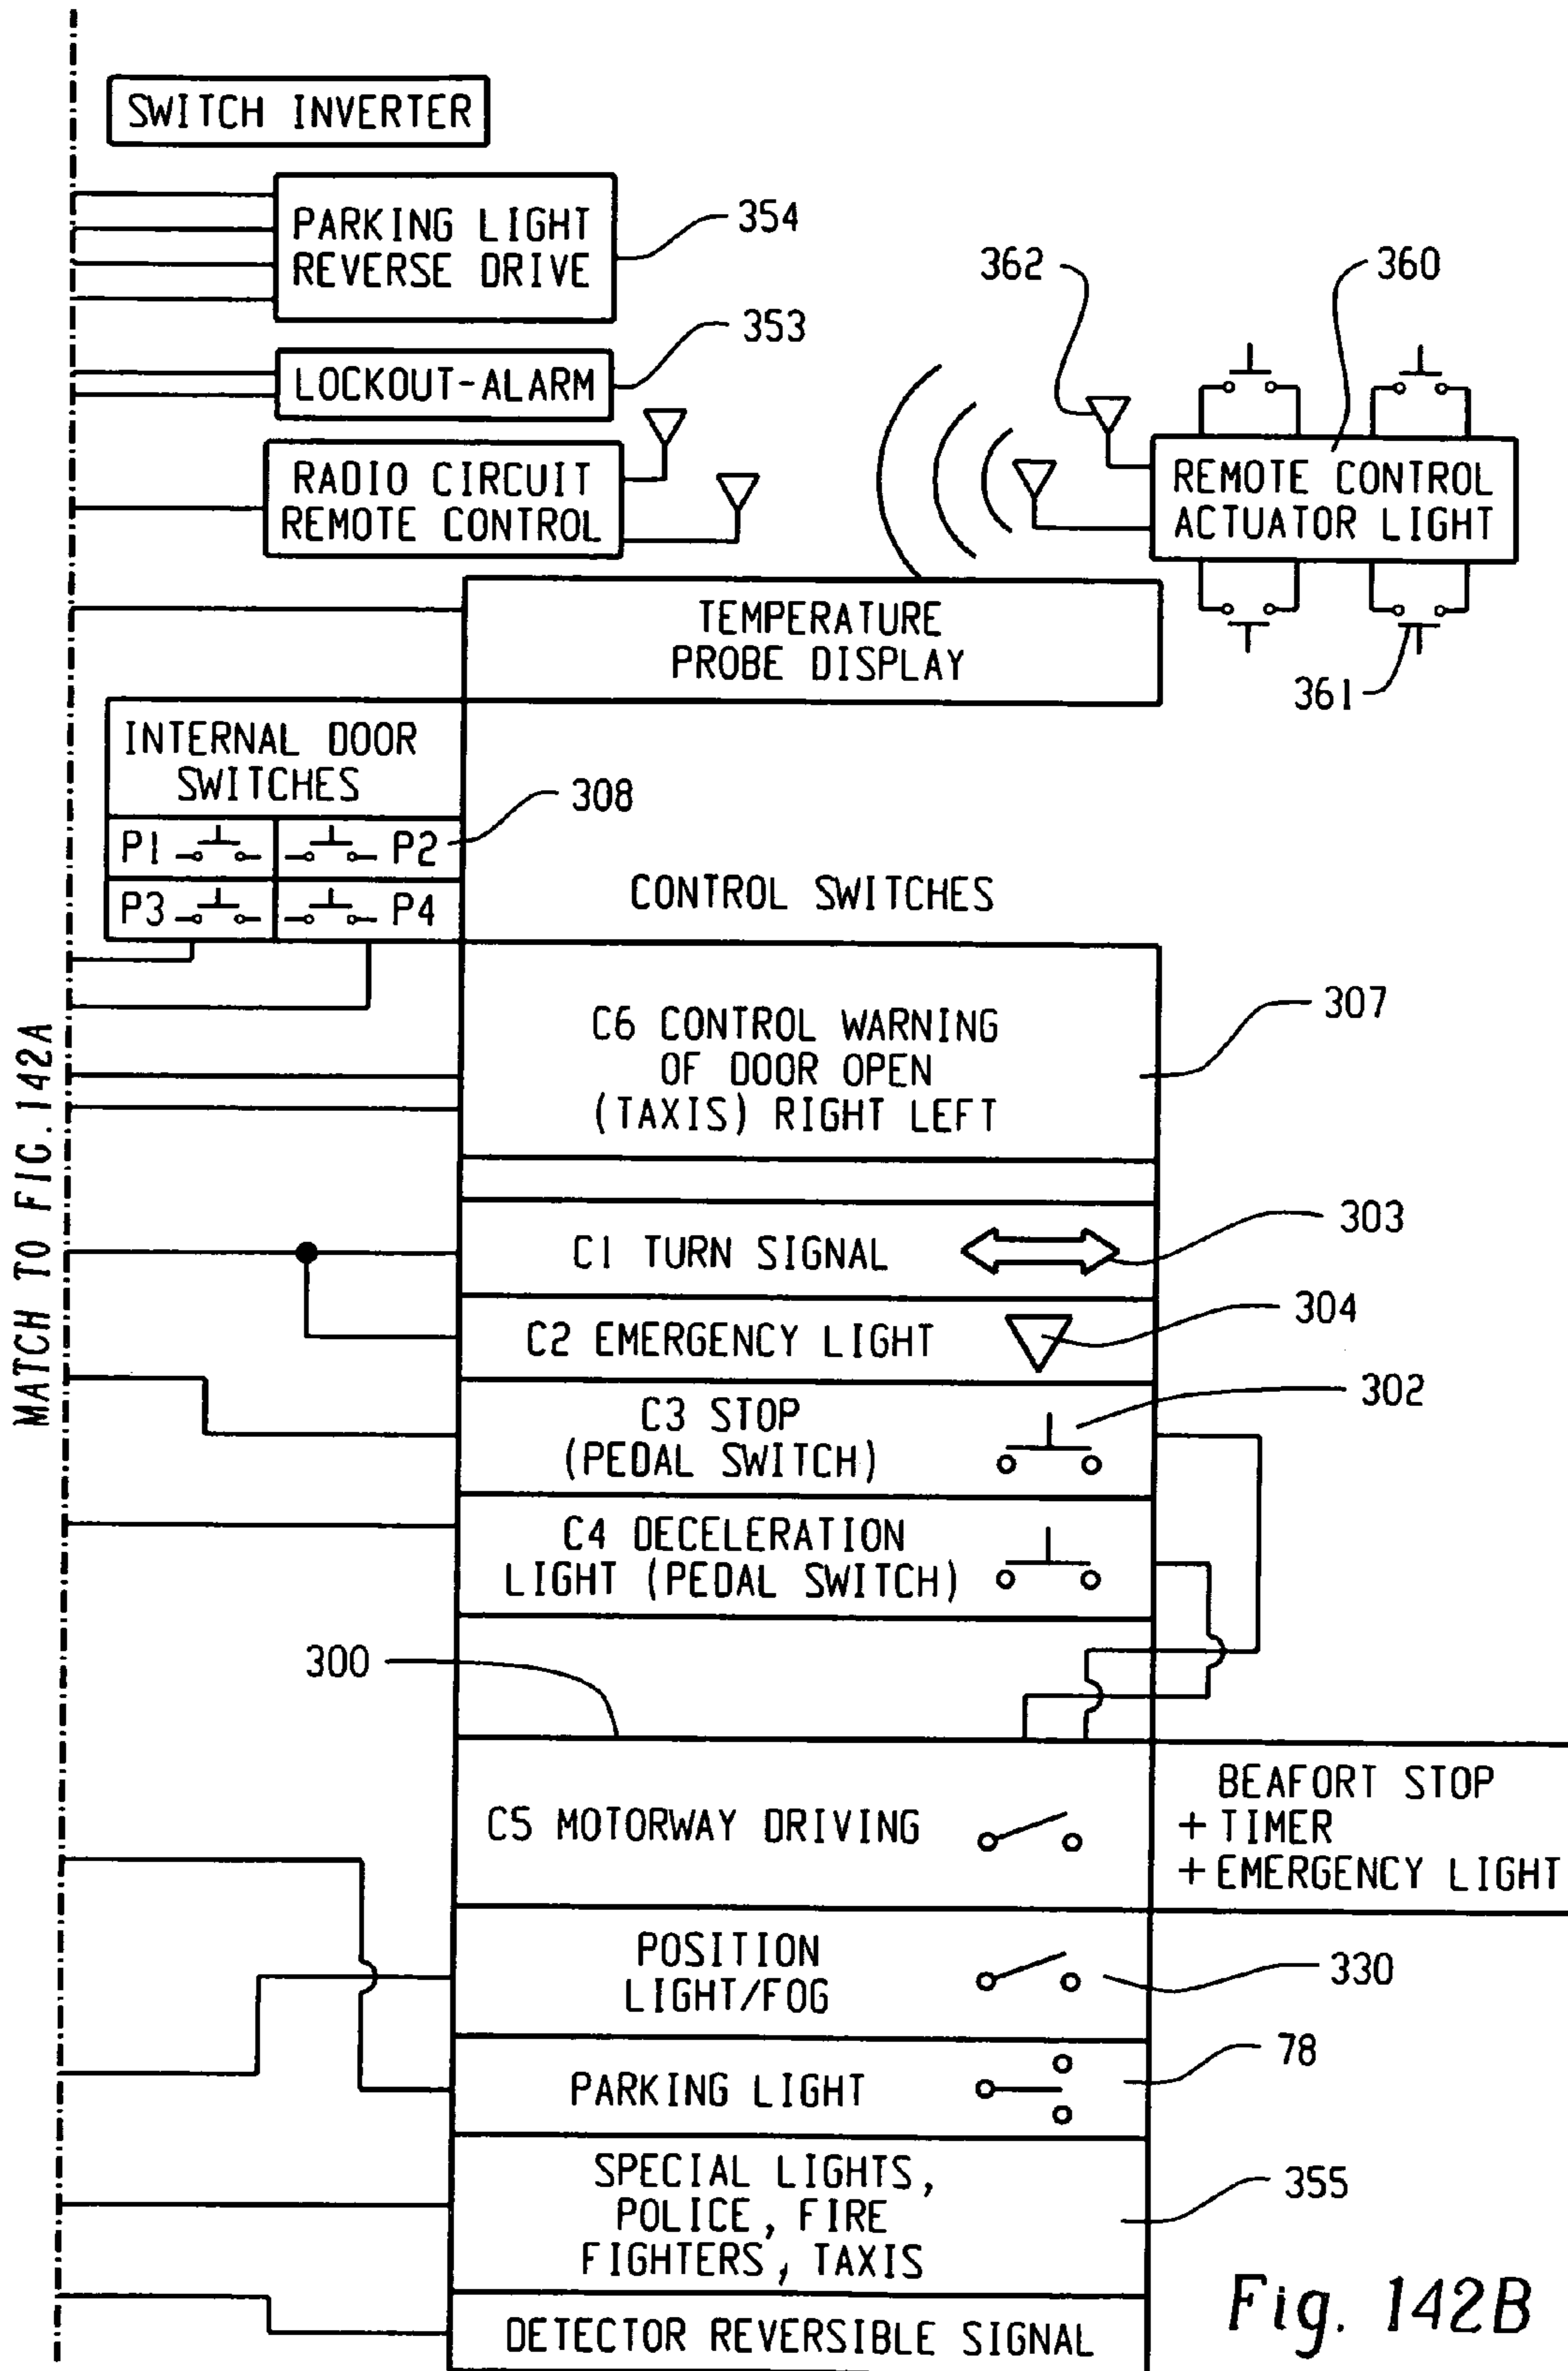 SWITCH INVERTER
PARKING LIGHT
REVERSE DRIVE
354
353
LOCKOUT-ALARM
RADIO CIRCUIT
REMOTE CONTROL
362
360
REMOTE CONTROL
ACTUATOR LIGHT
361
TEMPERATURE
PROBE DISPLAY
INTERNAL DOOR
SWITCHES
308
P1
P2
P3
P4
CONTROL SWITCHES
MATCH TO FIG.142A
C6 CONTROL WARNING
OF DOOR OPEN
(TAXIS) RIGHT LEFT
307
C1 TURN SIGNAL
303
C2 EMERGENCY LIGHT
304
C3 STOP
(PEDAL SWITCH)
302
C4 DECELERATION
LIGHT (PEDAL SWITCH)
300
C5 MOTORWAY DRIVING
BEAFORT STOP
+ TIMER
+ EMERGENCY LIGHT
POSITION
LIGHT/FOG
330
PARKING LIGHT
78
SPECIAL LIGHTS,
POLICE, FIRE
FIGHTERS, TAXIS
355
DETECTOR REVERSIBLE SIGNAL
Fig. 142B